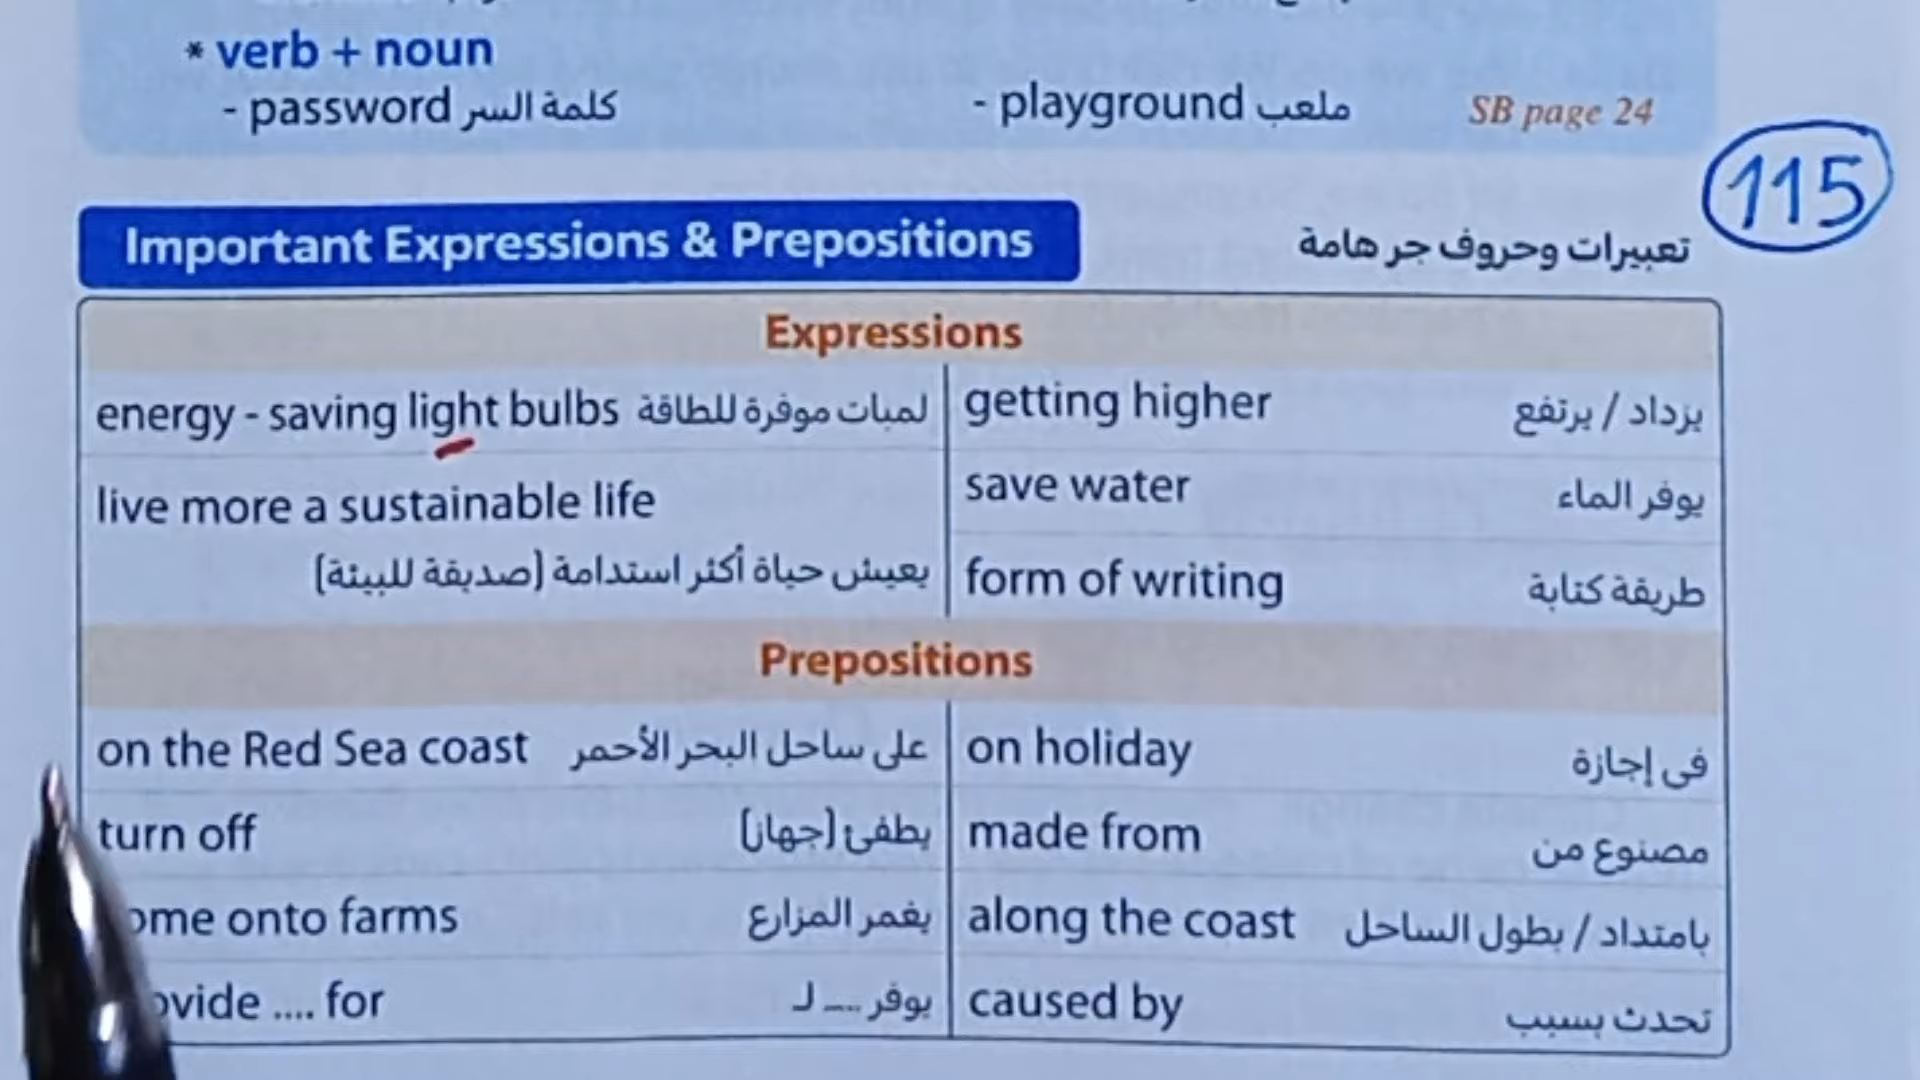 * verb + noun
- password كلمة السر - playground ملعب SB page 24
115
Important Expressions & Prepositions تعبيرات وحروف جر هامة
Expressions
energy - saving light bulbs لمبات موفرة للطاقة
getting higher يزداد / يرتفع
live more a sustainable life
يعيش حياة أكثر استدامة (صديقة للبيئة)
save water يوفر الماء
form of writing طريقة كتابة
Prepositions
on the Red Sea coast على ساحل البحر الأحمر
on holiday فى إجازة
turn off يطفئ (جهاز)
made from مصنوع من
ome onto farms يغمر المزارع
along the coast بامتداد / بطول الساحل
ovide .... for يوفر .... لـ
caused by تحدث بسبب